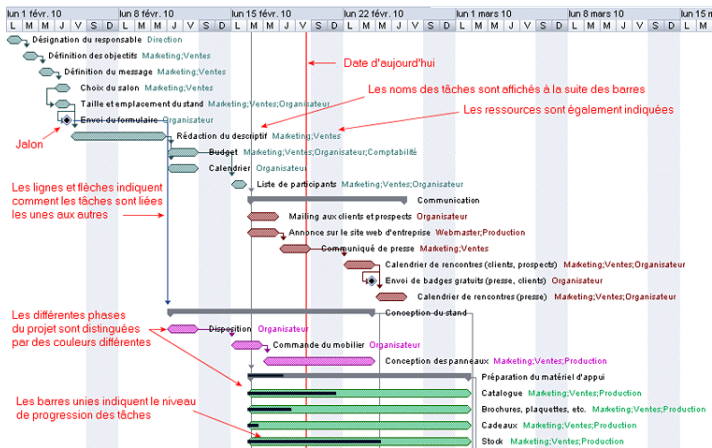 lun 1 févr. 10 lun 8 févr. 10 lun 15 févr. 10 lun 22 févr. 10 lun 1 mars 10 lun 8 mars 10 lun 15 m
L M M J V S D L M M J V S D L M M J V S D L M M J V S D L M M J V S D L M M J V S D L M
Désignation du responsable Direction
Définition des objectifs Marketing;Ventes
Date d'aujourd'hui
Définition du message Marketing;Ventes
Choix du salon Marketing;Ventes
Les noms des tâches sont affichés à la suite des barres
Taille et emplacement du stand Marketing;Ventes;Organisateur
Les ressources sont également indiquées
Envoi du formulaire Organisateur
Jalon
Rédaction du descriptif Marketing;Ventes
Budget Marketing;Ventes;Organisateur;Comptabilité
Calendrier Organisateur
Les lignes et flèches indiquent
comment les tâches sont liées
les unes aux autres
Liste de participants Marketing;Ventes;Organisateur
Communication
Mailing aux clients et prospects Organisateur
Annonce sur le site web d'entreprise Webmaster;Production
Communiqué de presse Marketing;Ventes
Calendrier de rencontres (clients, prospects) Marketing;Ventes;Organisateur
Envoi de badges gratuits (presse, clients) Organisateur
Calendrier de rencontres (presse) Marketing;Ventes;Organisateur
Les différentes phases
du projet sont distinguées
par des couleurs différentes
Conception du stand
Disposition Organisateur
Commande du mobilier Organisateur
Conception des panneaux Marketing;Ventes;Production
Préparation du matériel d'appui
Les barres unies indiquent le niveau
de progression des tâches
Catalogue Marketing;Ventes;Production
Brochures, plaquettes, etc. Marketing;Ventes;Production
Cadeaux Marketing;Ventes;Production
Stock Marketing;Ventes;Production